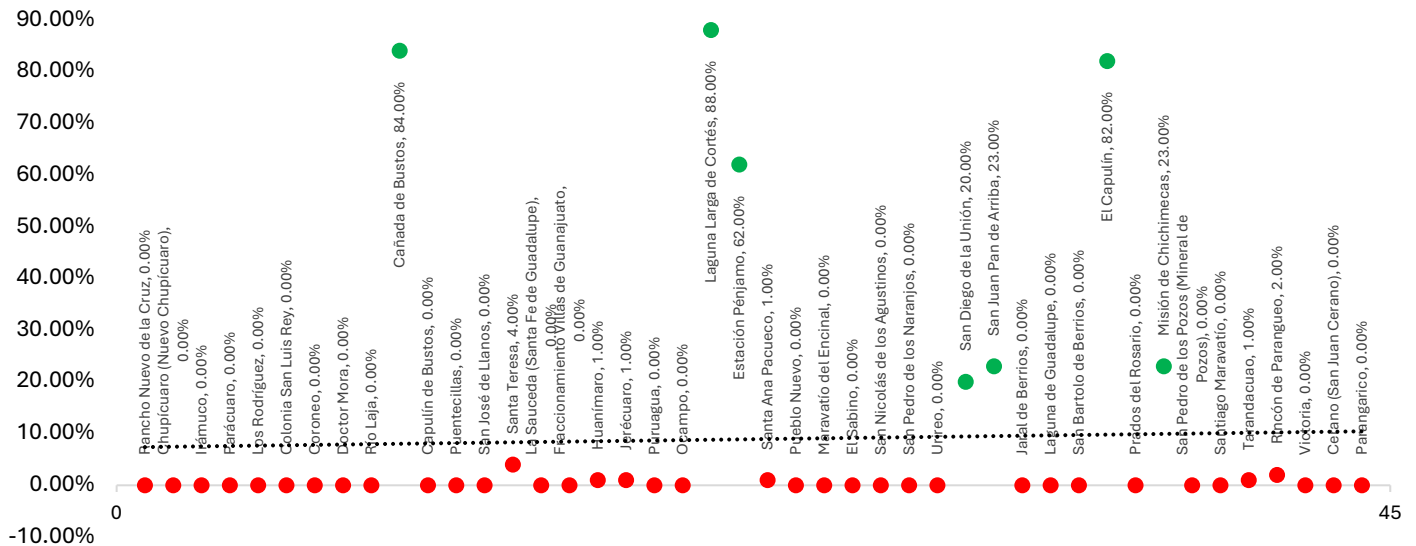 90.00%
80.00%
70.00%
60.00%
50.00%
40.00%
30.00%
20.00%
10.00%
0.00%
-10.00%
0
45
Rancho Nuevo de la Cruz, 0.00%
Chupícuaro (Nuevo Chupícuaro),
0.00%
Irámuco, 0.00%
Parácuaro, 0.00%
Los Rodríguez, 0.00%
Colonia San Luis Rey, 0.00%
Coroneo, 0.00%
Doctor Mora, 0.00%
Rio Laja, 0.00%
Cañada de Bustos, 84.00%
Capulín de Bustos, 0.00%
Puentecillas, 0.00%
San José de Llanos, 0.00%
Santa Teresa, 4.00%
La Sauceda (Santa Fe de Guadalupe),
0.00%
Fraccionamiento Villas de Guanajuato,
0.00%
Huanímaro, 1.00%
Jerécuaro, 1.00%
Puruagua, 0.00%
Ocampo, 0.00%
Laguna Larga de Cortés, 88.00%
Estación Pénjamo, 62.00%
Santa Ana Pacueco, 1.00%
Pueblo Nuevo, 0.00%
Maravatío del Encinal, 0.00%
El Sabino, 0.00%
San Nicolás de los Agustinos, 0.00%
San Pedro de los Naranjos, 0.00%
Urireo, 0.00%
San Diego de la Unión, 20.00%
San Juan Pan de Arriba, 23.00%
Jaral de Berrios, 0.00%
Laguna de Guadalupe, 0.00%
San Bartolo de Berrios, 0.00%
El Capulín, 82.00%
Prados del Rosario, 0.00%
Misión de Chichimecas, 23.00%
San Pedro de los Pozos (Mineral de
Pozos), 0.00%
Santiago Maravatío, 0.00%
Tarandacuao, 1.00%
Rincón de Parangueo, 2.00%
Victoria, 0.00%
Cerano (San Juan Cerano), 0.00%
Parangarico, 0.00%